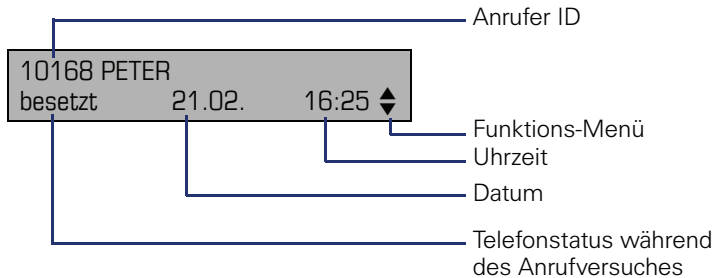 Anrufer ID
10168 PETER
besetzt 21.02. 16:25
Funktions-Menü
Uhrzeit
Datum
Telefonstatus während
des Anrufversuches